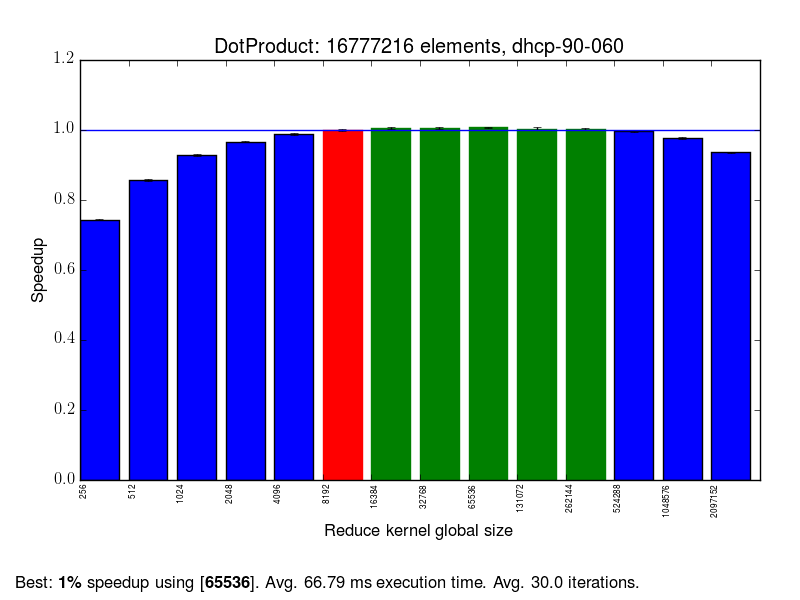 DotProduct: 16777216 elements, dhcp-90-060
1.2
1.0
0.8
0.6
0.4
0.2
0.0
Speedup
256 512 1024 2048 4096 8192 16384 32768 65536 131072 262144 524288 1048576 2097152
Reduce kernel global size
Best: 1% speedup using [65536]. Avg. 66.79 ms execution time. Avg. 30.0 iterations.